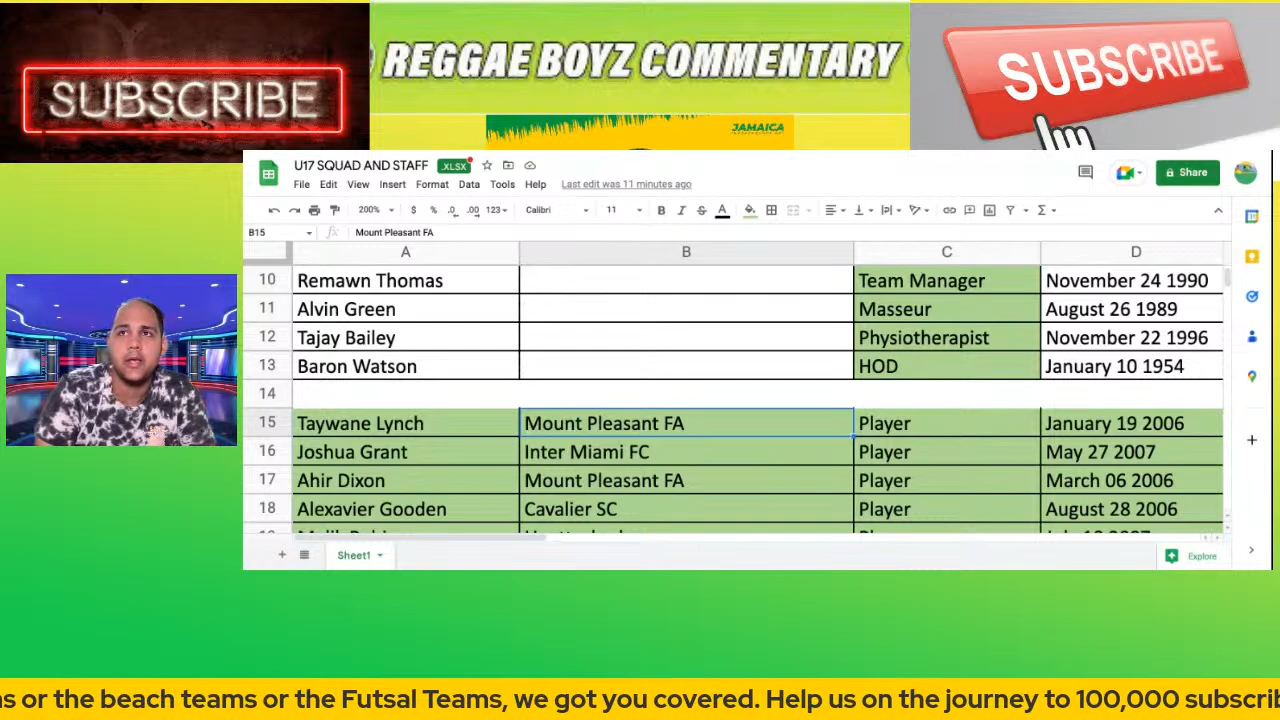 SUBSCRIBE
REGGAE BOYZ COMMENTARY
SUBSCRIBE
JAMAICA
U17 SQUAD AND STAFF .XLSX
File Edit View Insert Format Data Tools Help Last edit was 11 minutes ago
Share
200% $ % .0 .00 123 Calibri 11 B I S A
B15 fx Mount Pleasant FA
A B C D
10 Remawn Thomas Team Manager November 24 1990
11 Alvin Green Masseur August 26 1989
12 Tajay Bailey Physiotherapist November 22 1996
13 Baron Watson HOD January 10 1954
14
15 Taywane Lynch Mount Pleasant FA Player January 19 2006
16 Joshua Grant Inter Miami FC Player May 27 2007
17 Ahir Dixon Mount Pleasant FA Player March 06 2006
18 Alexavier Gooden Cavalier SC Player August 28 2006
Sheet1
Explore
ns or the beach teams or the Futsal Teams, we got you covered. Help us on the journey to 100,000 subscrib